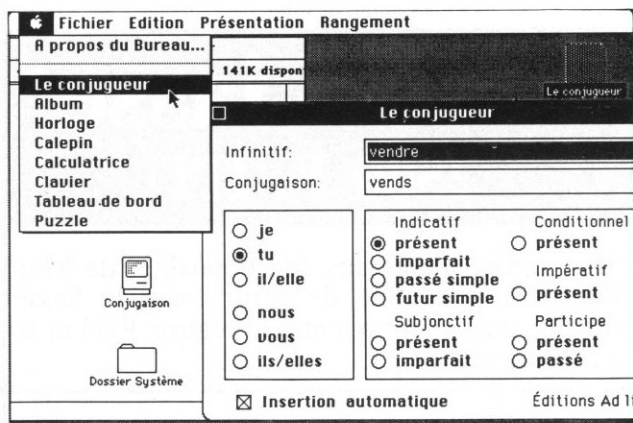 Fichier Edition Présentation Rangement
A propos du Bureau...
Le conjugueur
Album
Horloge
Calepin
Calculatrice
Clavier
Tableau de bord
Puzzle
141K dispon
Le conjugueur
Conjugaison
Dossier Système
Le conjugueur
Infinitif: vendre
Conjugaison: vends
je
tu
il/elle
nous
vous
ils/elles
Indicatif
présent
imparfait
passé simple
futur simple
Subjonctif
présent
imparfait
Conditionnel
présent
Impératif
présent
Participe
présent
passé
Insertion automatique
Éditions Ad li